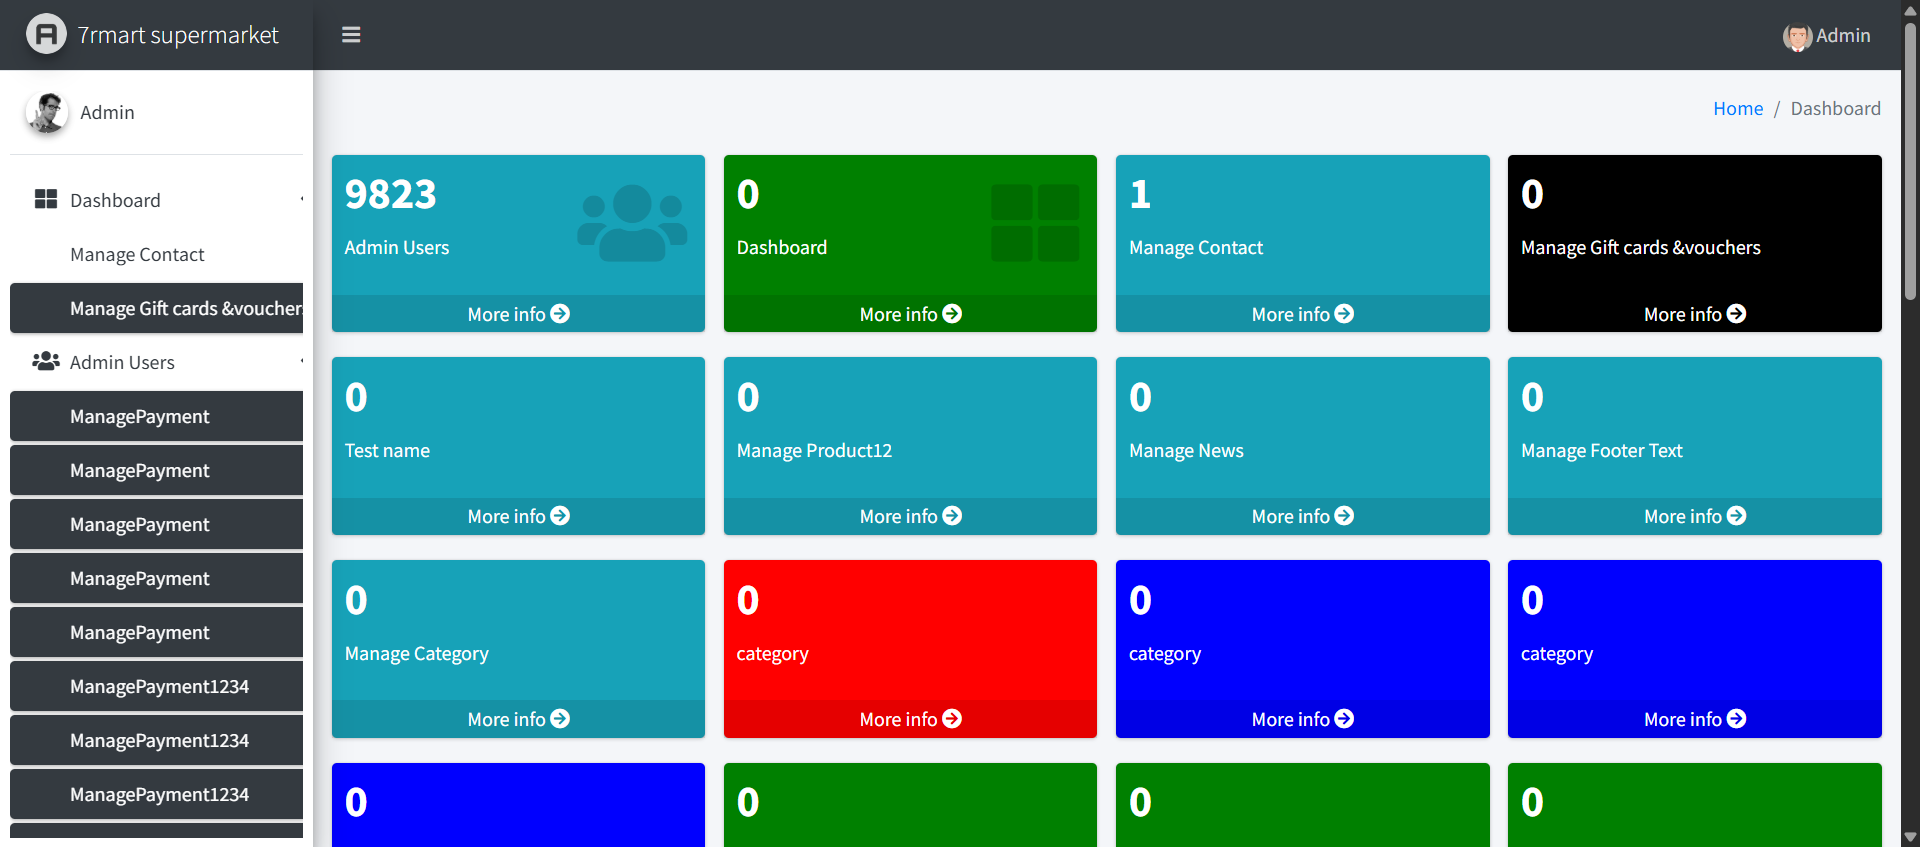 7rmart supermarket
Admin
Admin
Home / Dashboard
Dashboard
Manage Contact
Manage Gift cards &voucher
Admin Users
ManagePayment
ManagePayment
ManagePayment
ManagePayment
ManagePayment
ManagePayment1234
ManagePayment1234
ManagePayment1234
9823
Admin Users
More info
0
Dashboard
More info
1
Manage Contact
More info
0
Manage Gift cards &vouchers
More info
0
Test name
More info
0
Manage Product12
More info
0
Manage News
More info
0
Manage Footer Text
More info
0
Manage Category
More info
0
category
More info
0
category
More info
0
category
More info
0
0
0
0